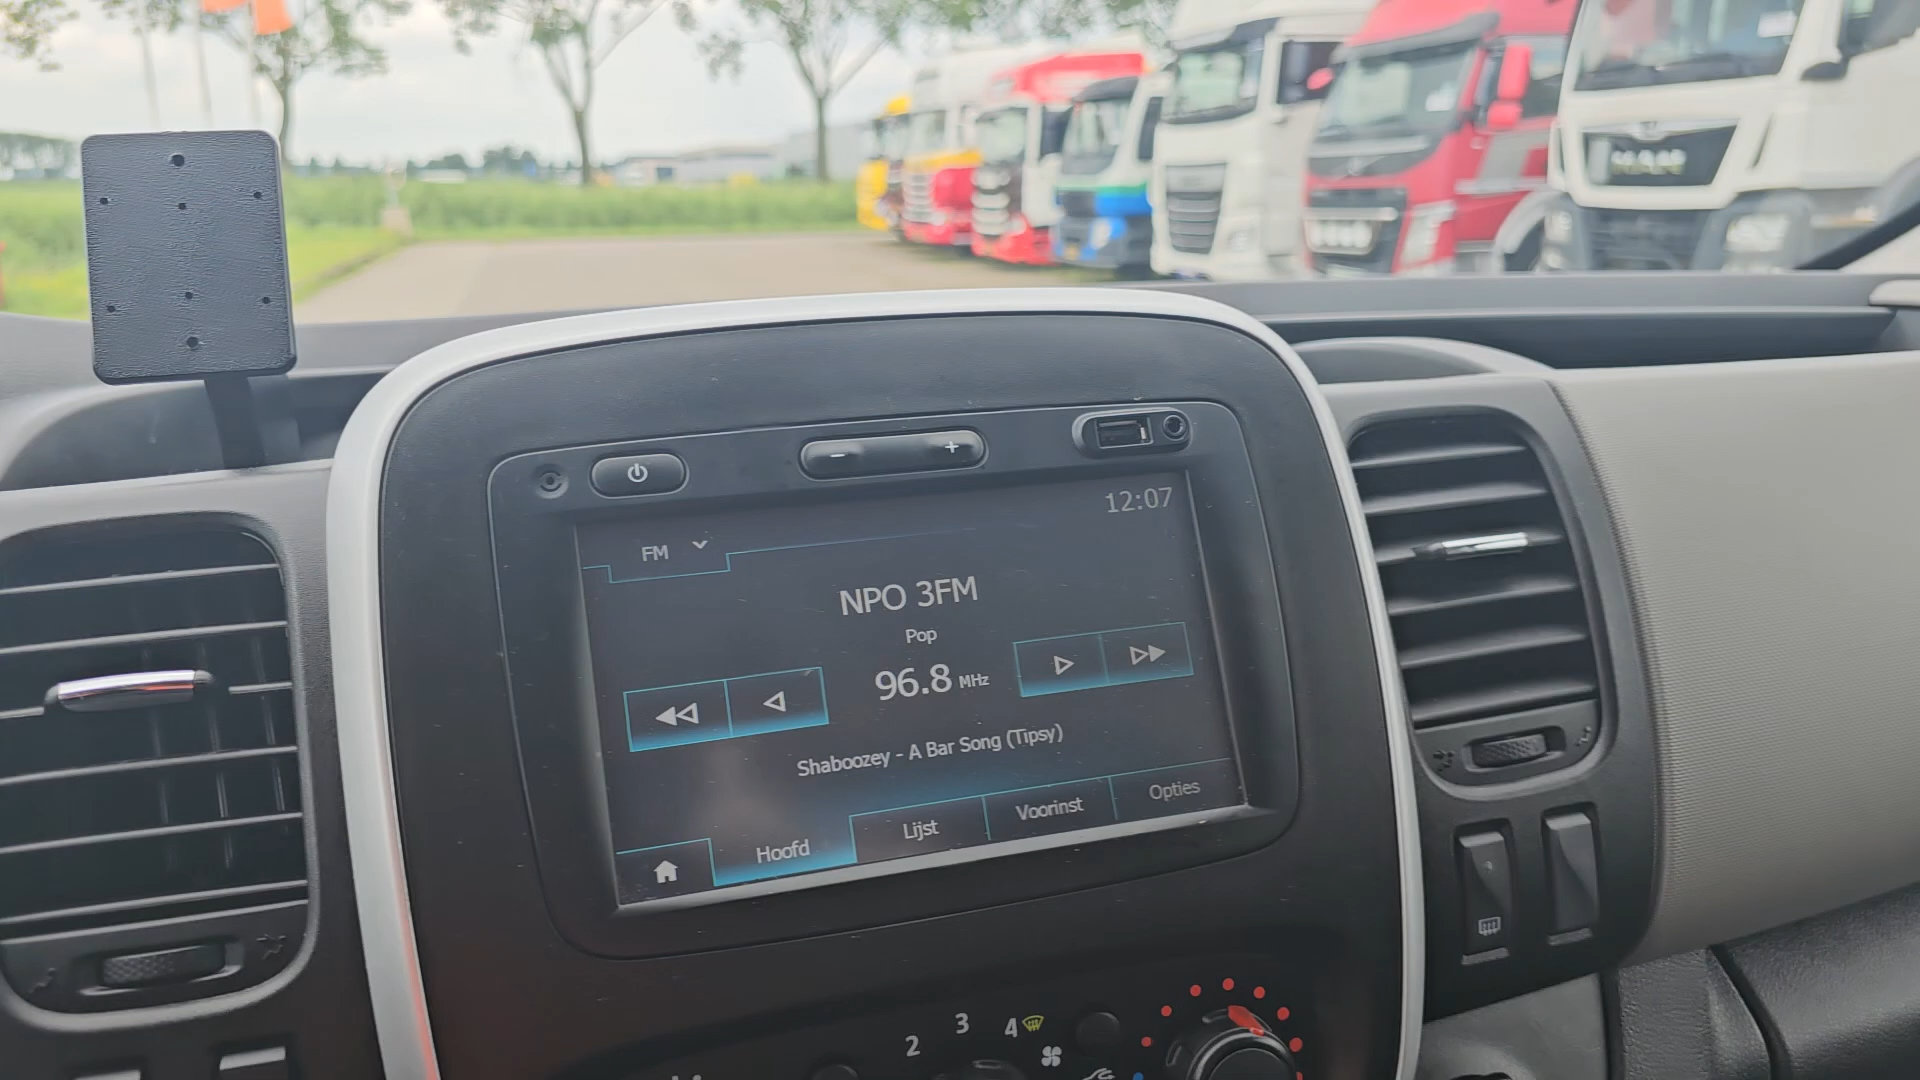 MAN
12:07
FM
NPO 3FM
Pop
96.8 MHz
Shaboozey - A Bar Song (Tipsy)
Hoofd
Lijst
Voorinst
Opties
2
3
4